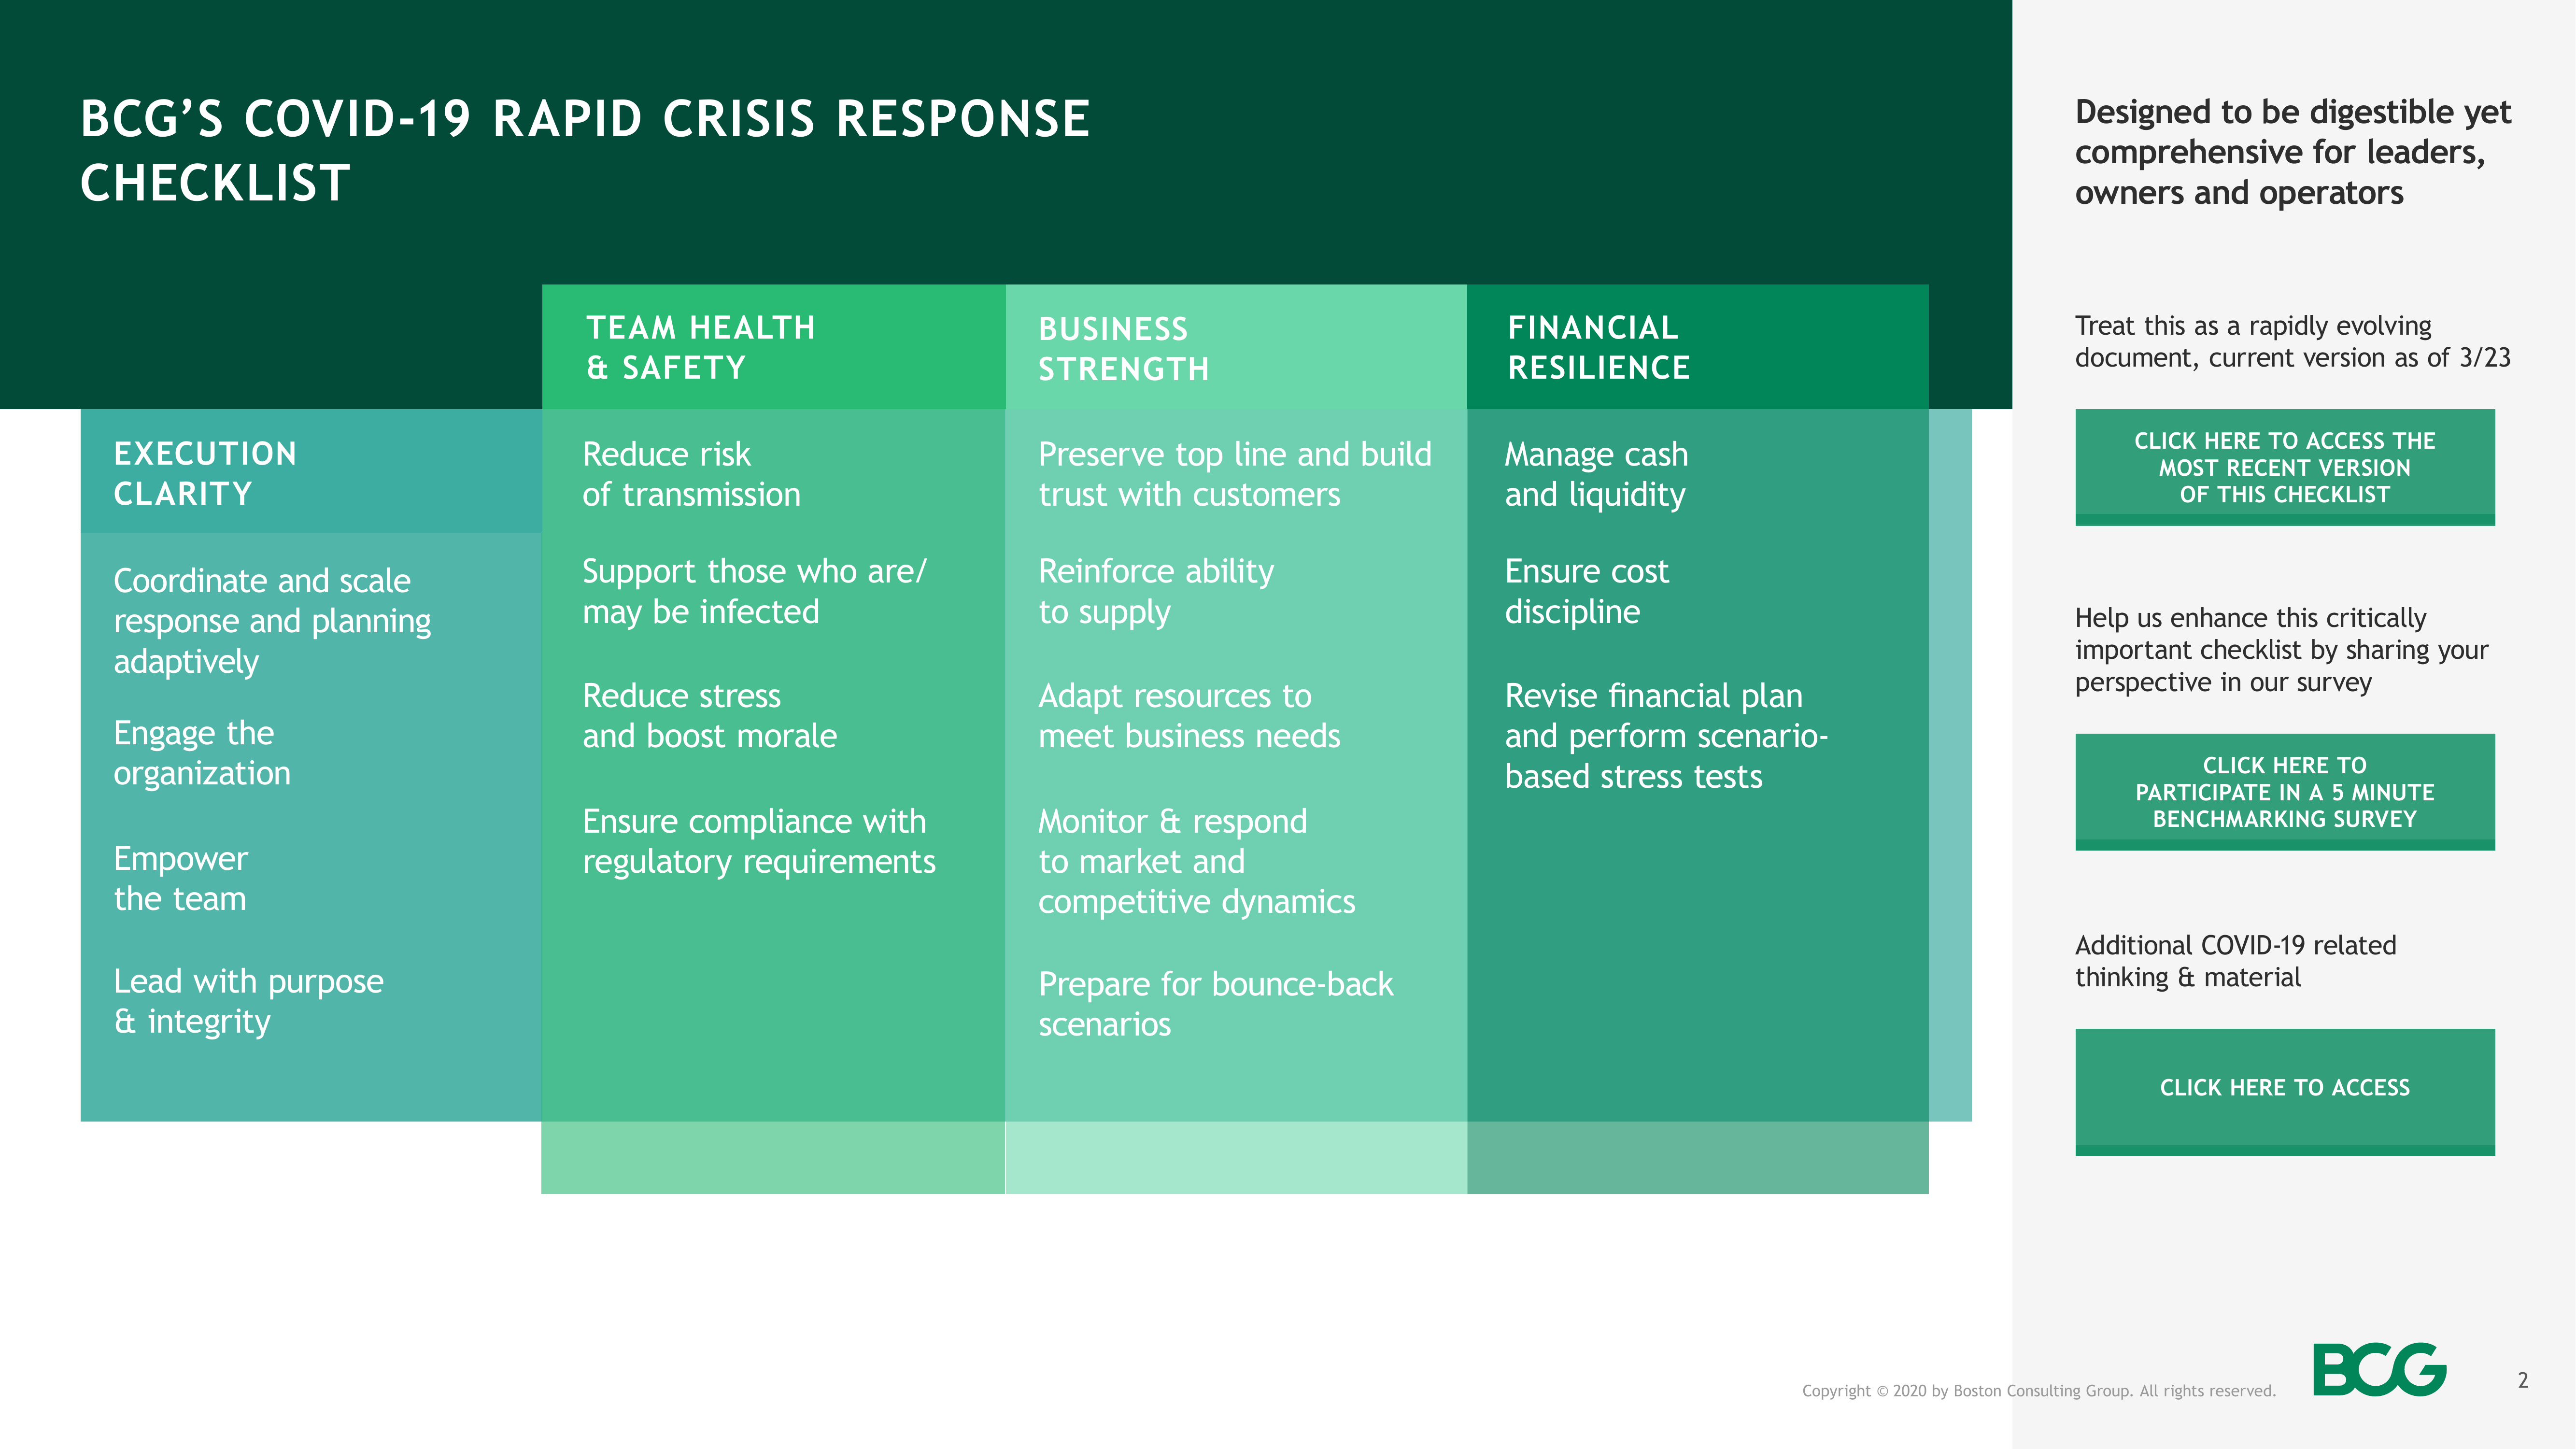 BCG’S COVID-19 RAPID CRISIS RESPONSE
CHECKLIST
EXECUTION
CLARITY
Coordinate and scale
response and planning
adaptively
Engage the
organization
Empower
the team
Lead with purpose
& integrity
TEAM HEALTH
& SAFETY
Reduce risk
of transmission
Support those who are/
may be infected
Reduce stress
and boost morale
Ensure compliance with
regulatory requirements
BUSINESS
STRENGTH
Preserve top line and build
trust with customers
Reinforce ability
to supply
Adapt resources to
meet business needs
Monitor & respond
to market and
competitive dynamics
Prepare for bounce-back
scenarios
FINANCIAL
RESILIENCE
Manage cash
and liquidity
Ensure cost
discipline
Revise financial plan
and perform scenario-
based stress tests
Designed to be digestible yet
comprehensive for leaders,
owners and operators
Treat this as a rapidly evolving
document, current version as of 3/23
CLICK HERE TO ACCESS THE
MOST RECENT VERSION
OF THIS CHECKLIST
Help us enhance this critically
important checklist by sharing your
perspective in our survey
CLICK HERE TO
PARTICIPATE IN A 5 MINUTE
BENCHMARKING SURVEY
Additional COVID-19 related
thinking & material
CLICK HERE TO ACCESS
Copyright © 2020 by Boston Consulting Group. All rights reserved.
BCG
2